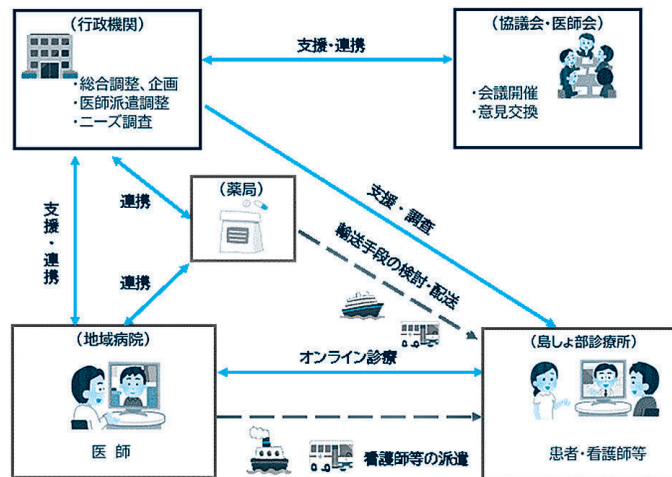 (行政機関)
・総合調整、企画
・医師派遣調整
・ニーズ調査
支援・連携
(協議会・医師会)
・会議開催
・意見交換
支援・連携
連携
(薬局)
連携
支援・調査
輸送手段の検討・配送
(地域病院)
医師
オンライン診療
看護師等の派遣
(島しょ部診療所)
患者・看護師等